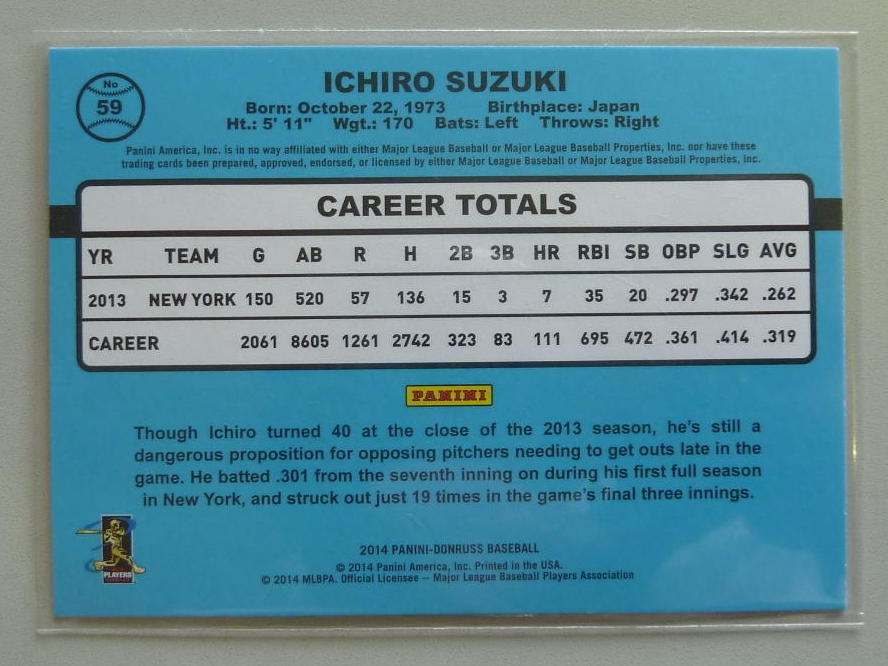 No
59
ICHIRO SUZUKI
Born: October 22, 1973 Birthplace: Japan
Ht.: 5' 11" Wgt.: 170 Bats: Left Throws: Right
Panini America, Inc. is in no way affiliated with either Major League Baseball or Major League Baseball Properties, Inc. nor have these
trading cards been prepared, approved, endorsed, or licensed by either Major League Baseball or Major League Baseball Properties, Inc.
CAREER TOTALS
YR TEAM G AB R H 2B 3B HR RBI SB OBP SLG AVG
2013 NEW YORK 150 520 57 136 15 3 7 35 20 .297 .342 .262
CAREER 2061 8605 1261 2742 323 83 111 695 472 .361 .414 .319
PANINI
Though Ichiro turned 40 at the close of the 2013 season, he's still a
dangerous proposition for opposing pitchers needing to get outs late in the
game. He batted .301 from the seventh inning on during his first full season
in New York, and struck out just 19 times in the game's final three innings.
PLAYERS
2014 PANINI-DONRUSS BASEBALL
© 2014 Panini America, Inc. Printed in the USA.
© 2014 MLBPA. Official Licensee – Major League Baseball Players Association